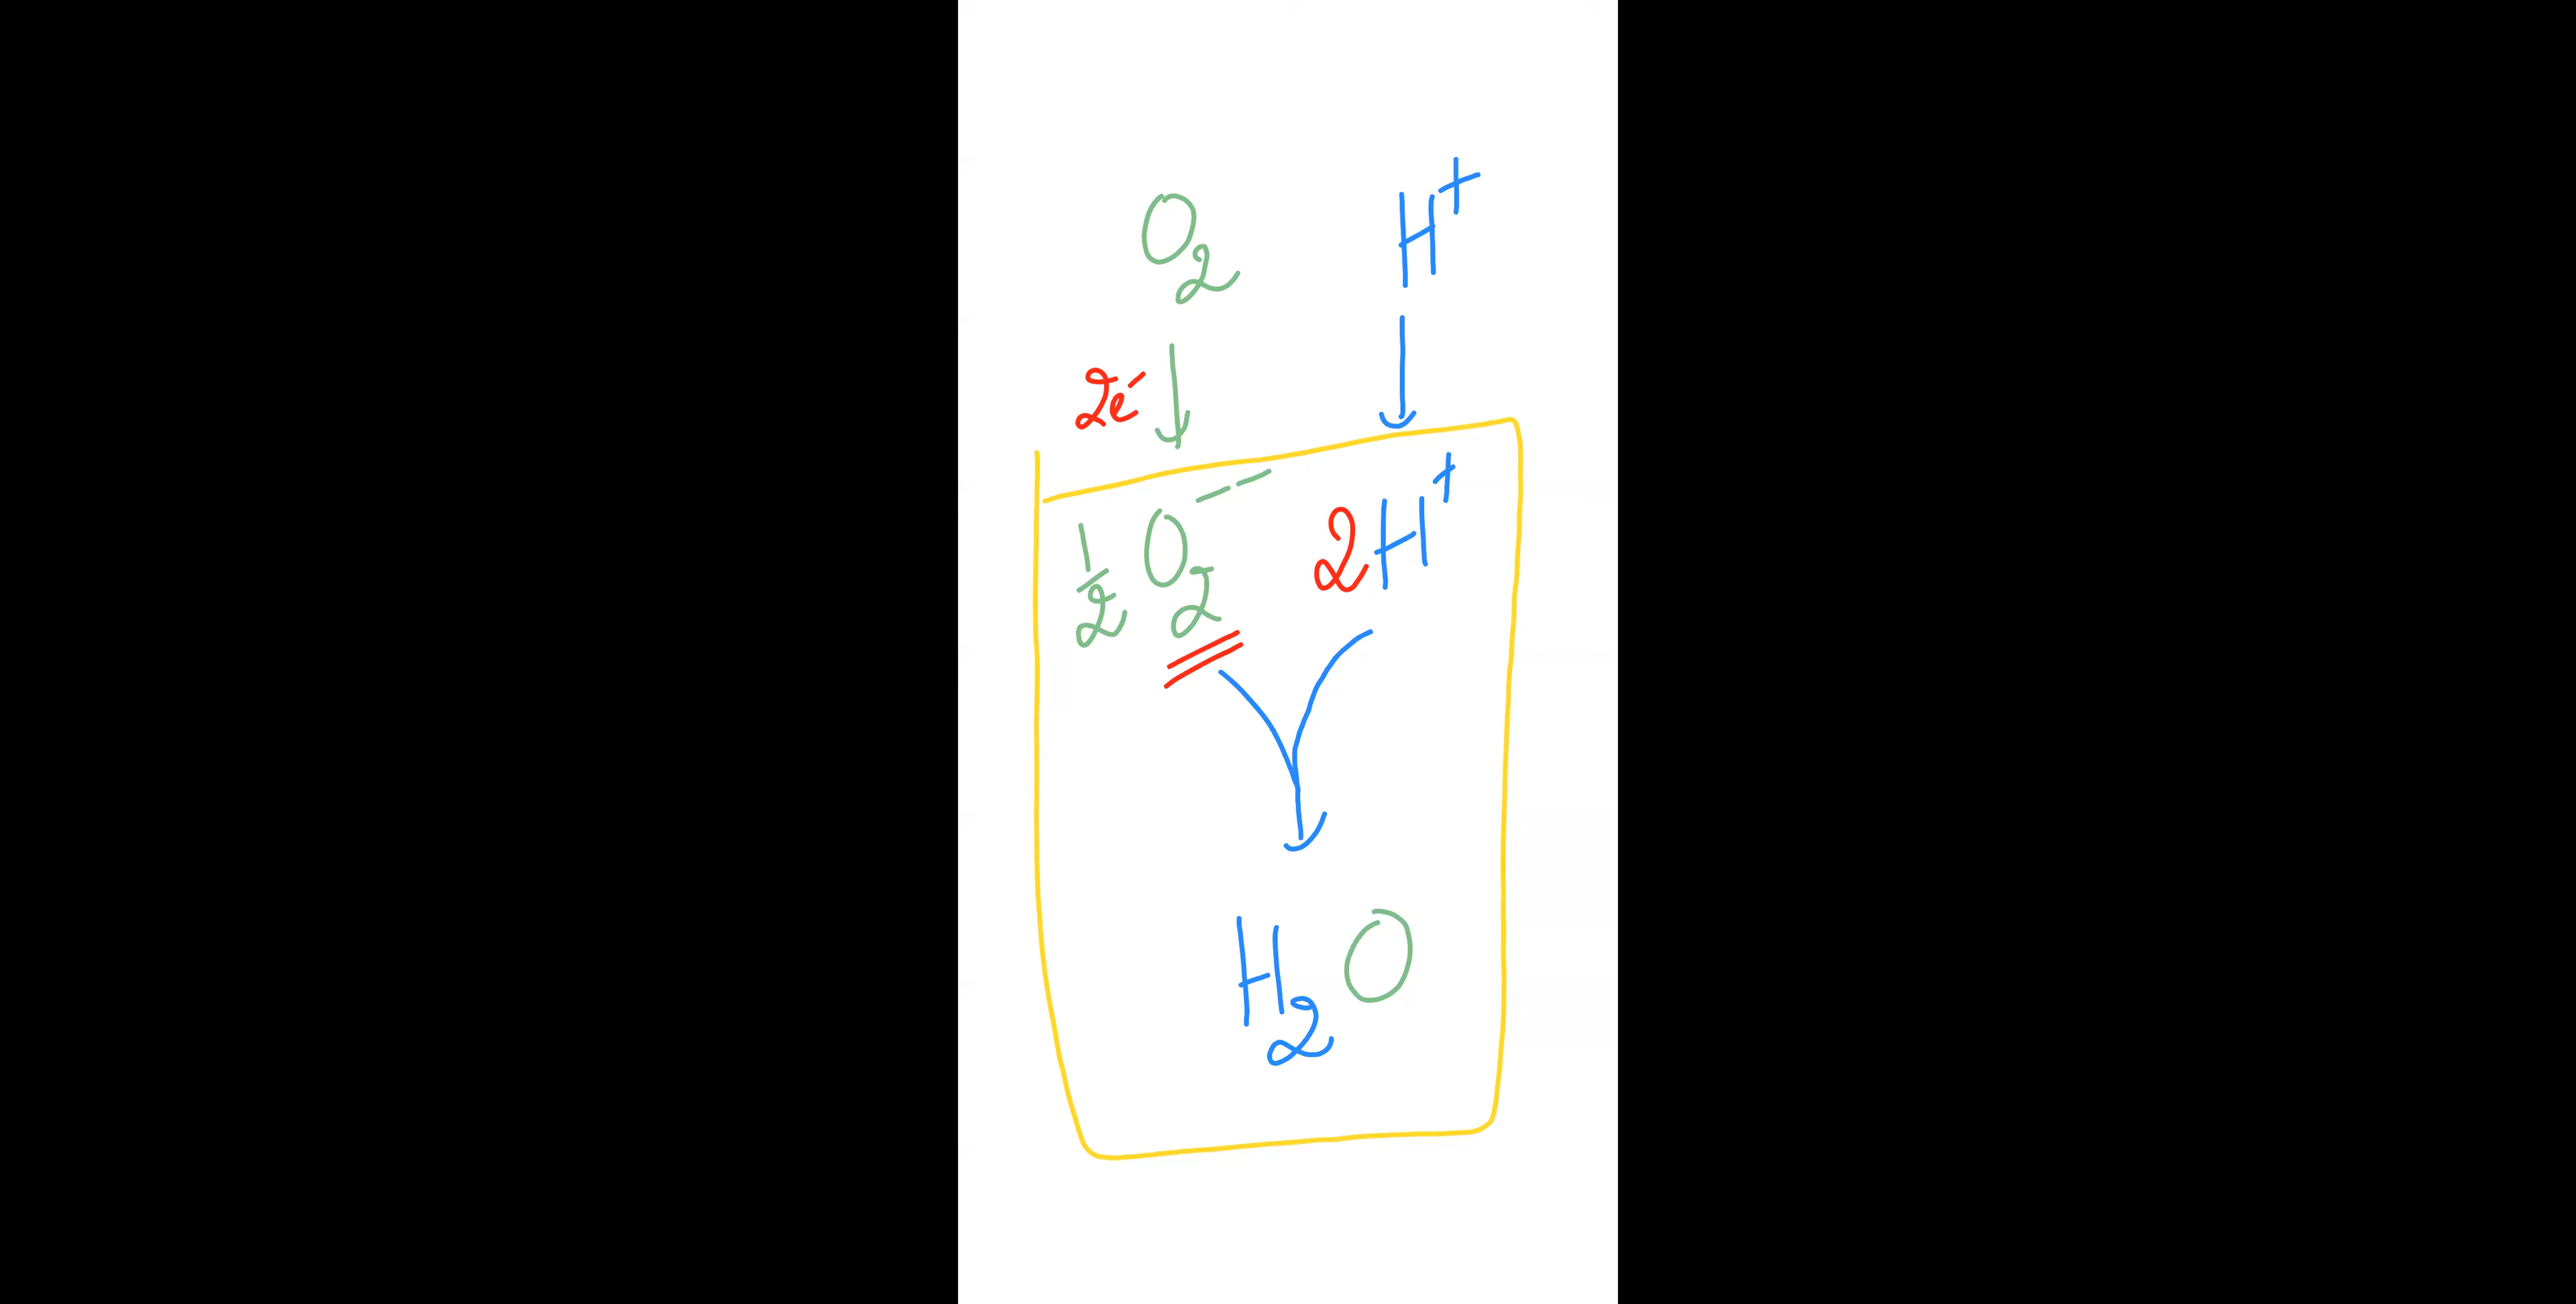 O₂ H⁺
2e⁻
½ O₂⁻⁻ 2H⁺
H₂O